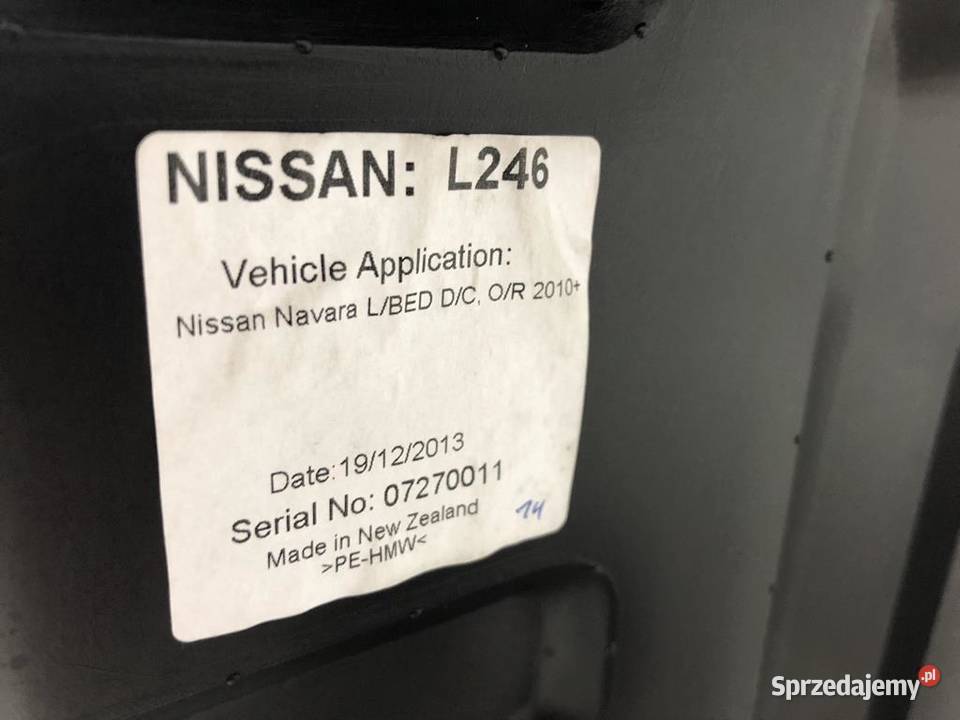 NISSAN: L246
Vehicle Application:
Nissan Navara L/BED D/C, O/R 2010+
Date:19/12/2013
Serial No: 07270011
Made in New Zealand
>PE-HMW<
14
Sprzedajemy.pl